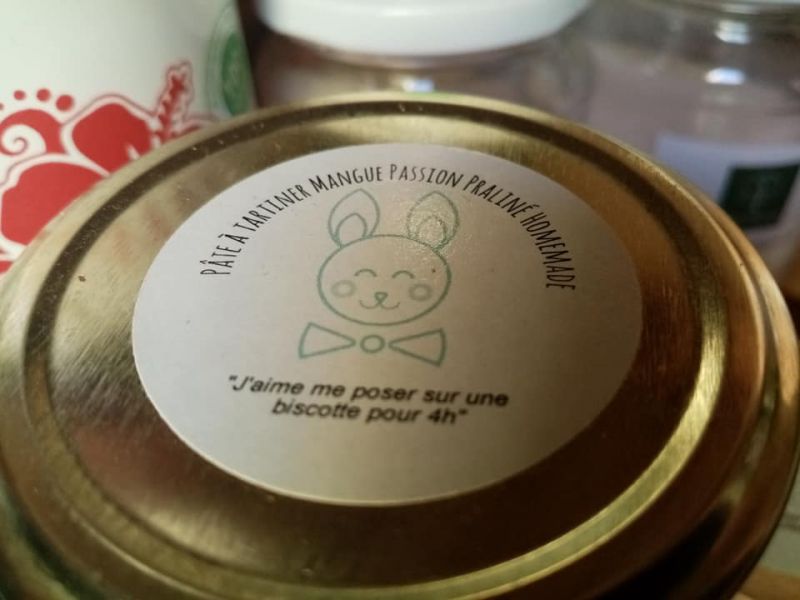 PÂTE À TARTINER MANGUE PASSION PRALINÉ HOMEMADE
"J'aime me poser sur une
biscotte pour 4h"